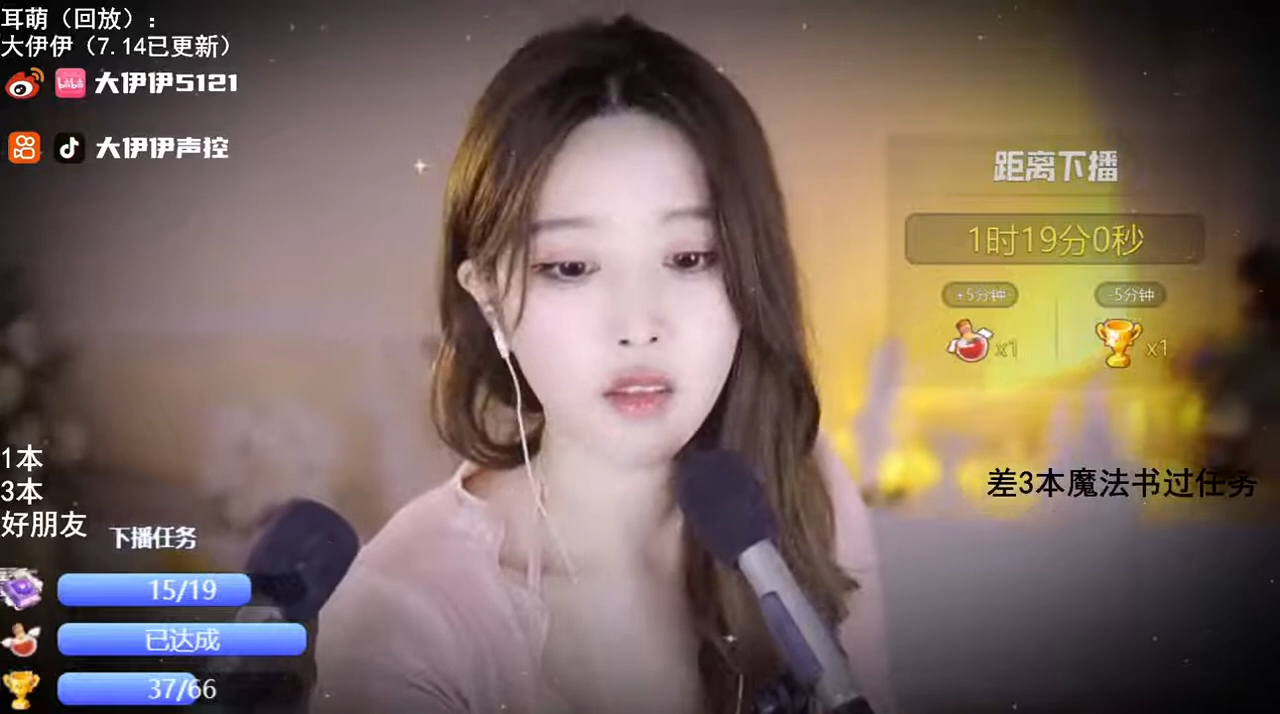 耳萌（回放）：
大伊伊（7.14已更新）
bilibili 大伊伊5121
大伊伊声控
距离下播
1时19分0秒
+5分钟
-5分钟
x1
x1
差3本魔法书过任务
1本
3本
好朋友
下播任务
15/19
已达成
37/66